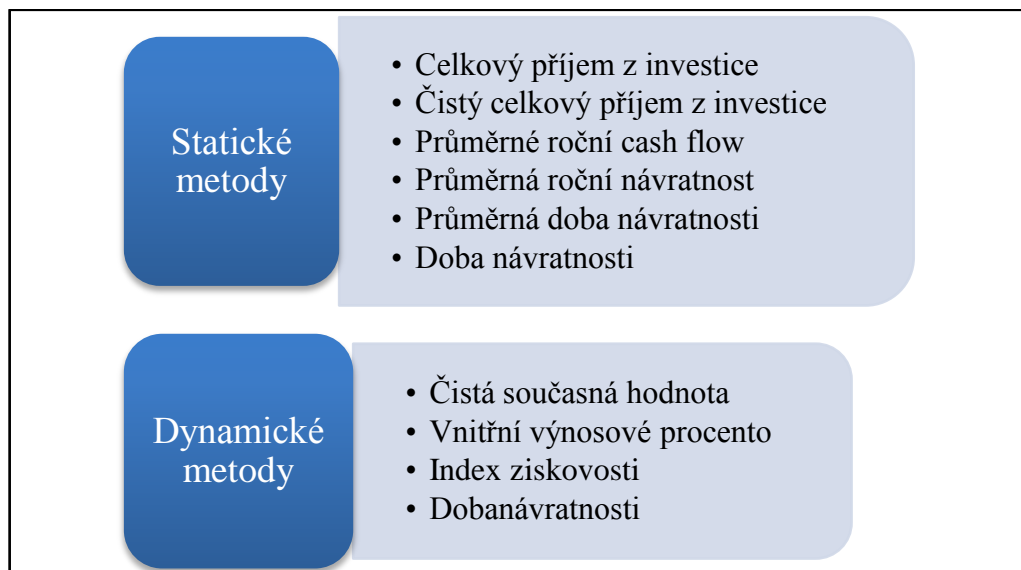 Statické
metody
• Celkový příjem z investice
• Čistý celkový příjem z investice
• Průměrné roční cash flow
• Průměrná roční návratnost
• Průměrná doba návratnosti
• Doba návratnosti
Dynamické
metody
• Čistá současná hodnota
• Vnitřní výnosové procento
• Index ziskovosti
• Dobanávratnosti